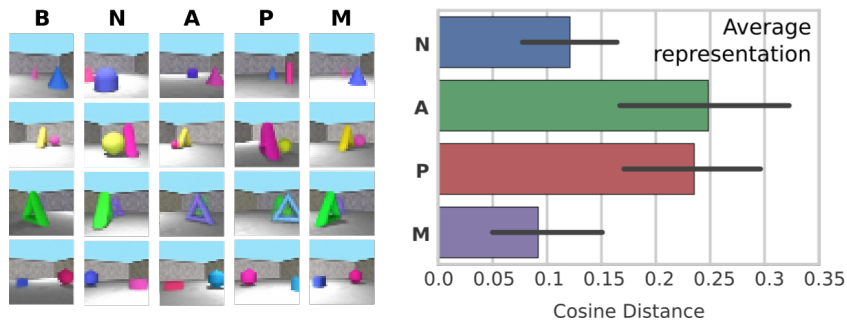 B N A P M
Average
representation
N
A
P
M
0.0 0.05 0.1 0.15 0.2 0.25 0.3 0.35
Cosine Distance